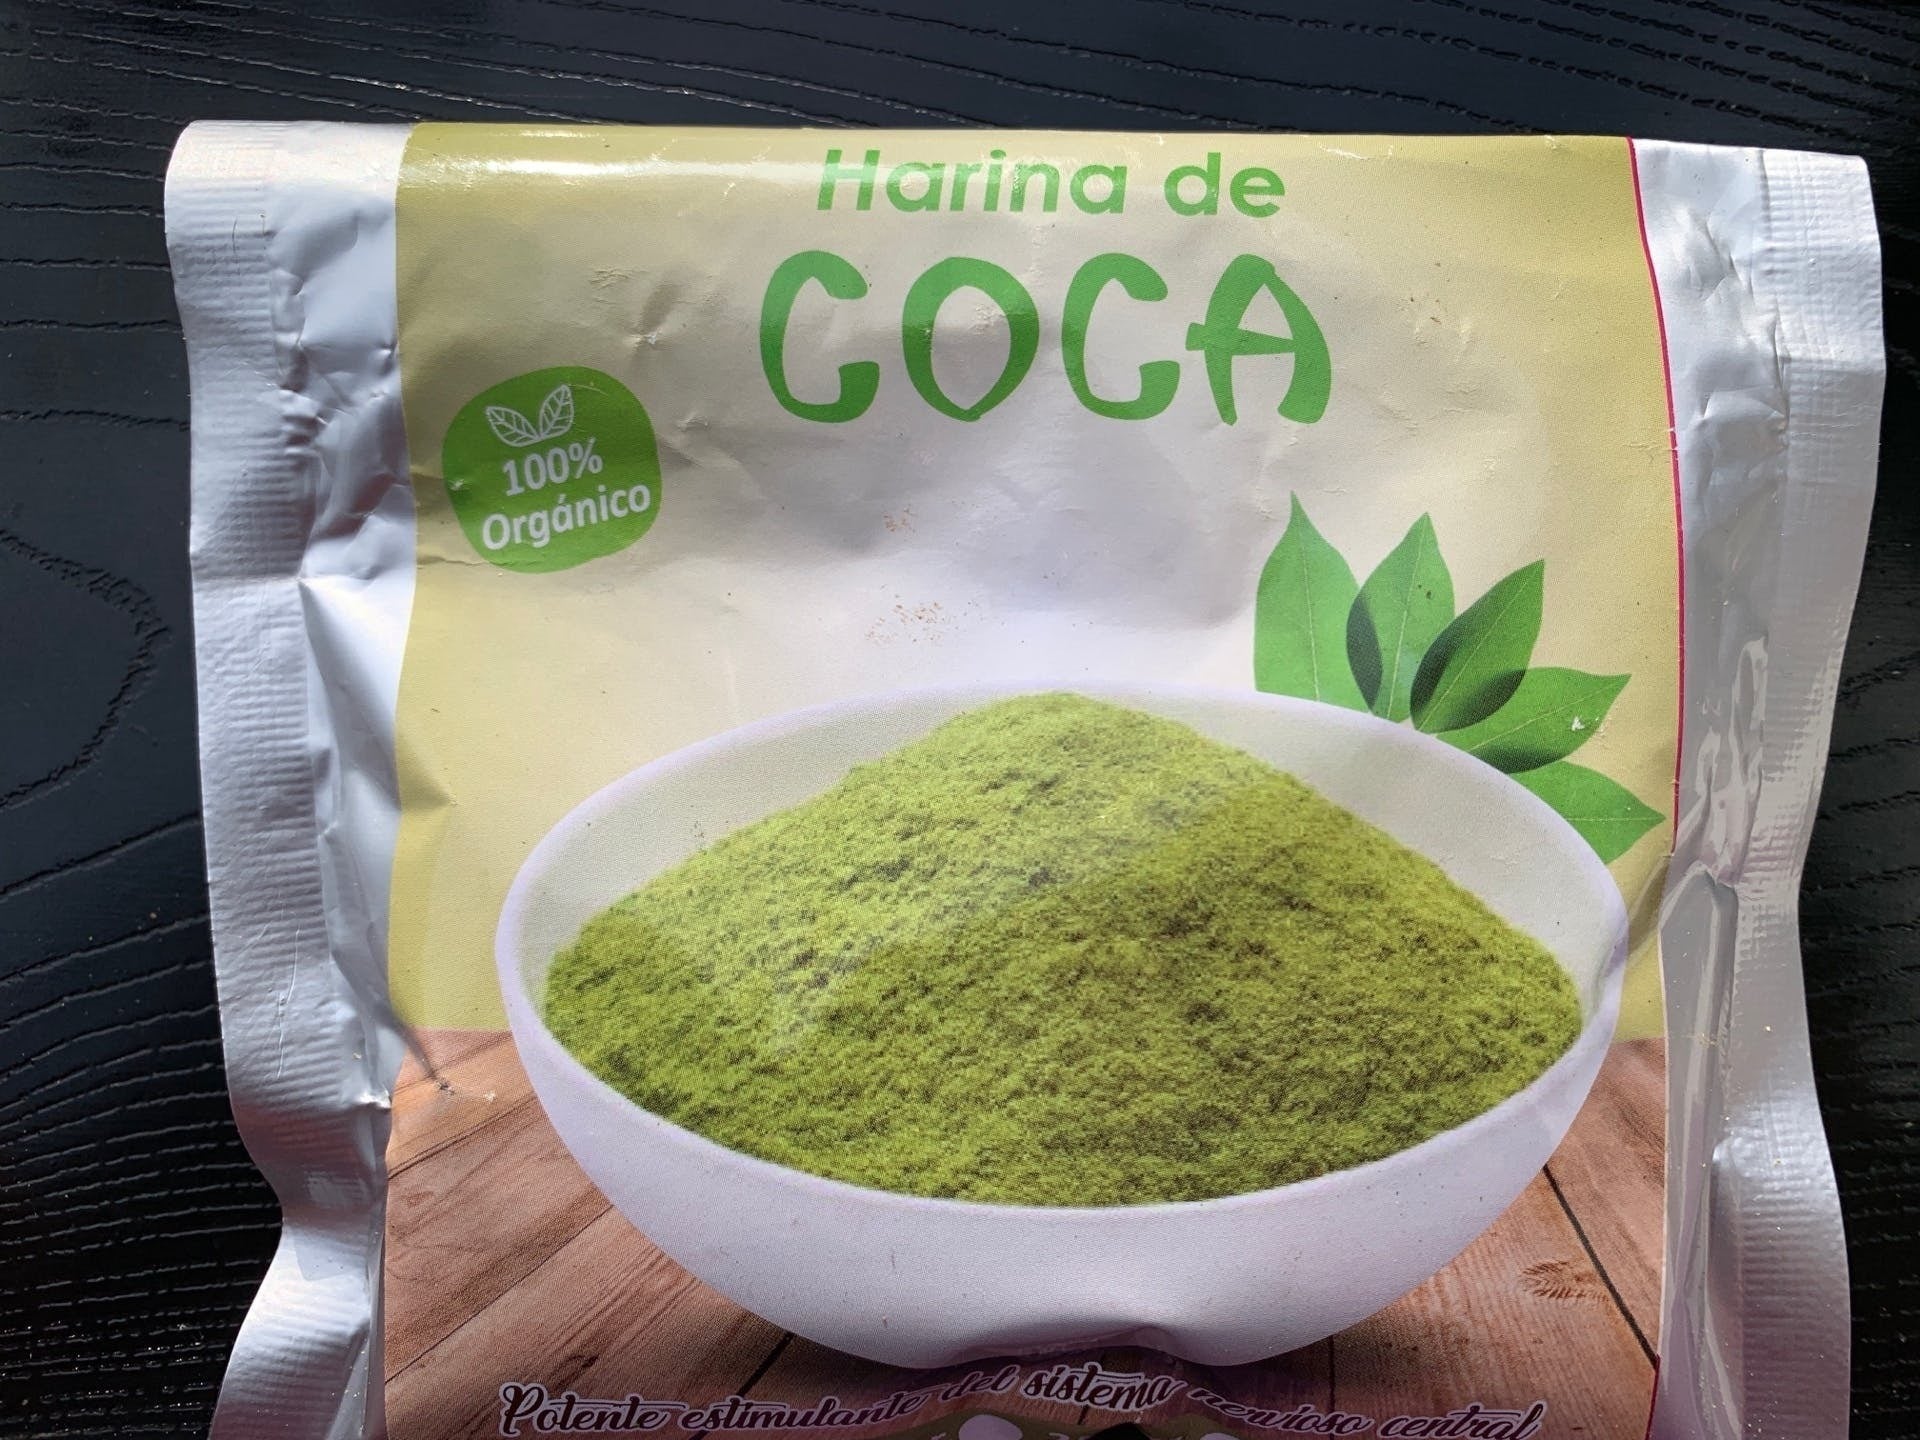 Harina de
COCA
100%
Orgánico
Potente estimulante del sistema nervioso central